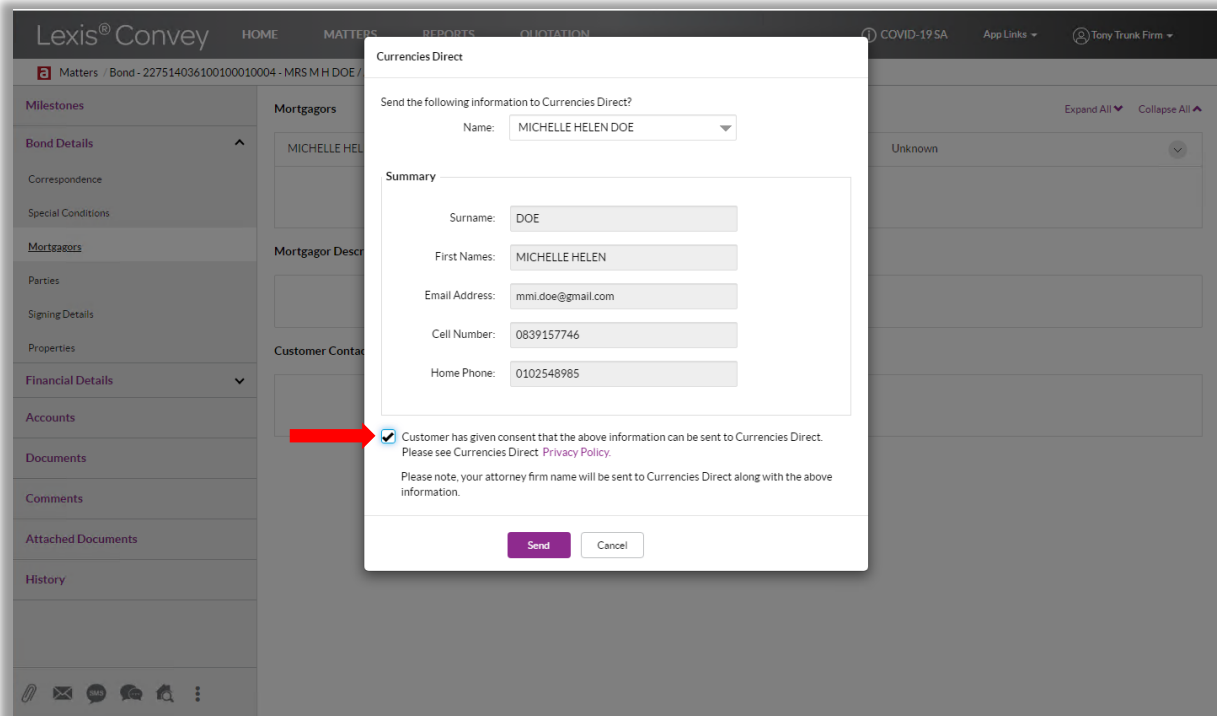 Lexis® Convey
HOME
MATTERS
REPORTS
QUOTATION
COVID-19 SA
App Links
Tony Trunk Firm
a Matters / Bond - 227514036100100010004 - MRS M H DOE /
Milestones
Bond Details
Correspondence
Special Conditions
Mortgagors
Parties
Signing Details
Properties
Financial Details
Accounts
Documents
Comments
Attached Documents
History
SMS
Mortgagors
Expand All
Collapse All
MICHELLE HEL
Unknown
Mortgagor Descr
Customer Contac
Currencies Direct
Send the following information to Currencies Direct?
Name: MICHELLE HELEN DOE
Summary
Surname: DOE
First Names: MICHELLE HELEN
Email Address: mmi.doe@gmail.com
Cell Number: 0839157746
Home Phone: 0102548985
Customer has given consent that the above information can be sent to Currencies Direct.
Please see Currencies Direct Privacy Policy.
Please note, your attorney firm name will be sent to Currencies Direct along with the above
information.
Send
Cancel